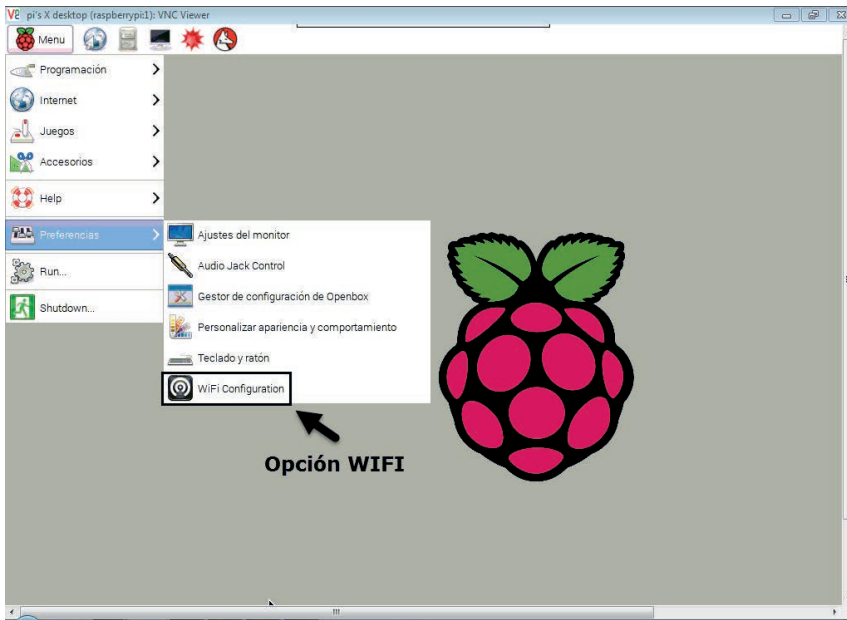 pi's X desktop (raspberrypi:1): VNC Viewer
Menu
Programación
Internet
Juegos
Accesorios
Help
Preferencias
Run...
Shutdown...
Ajustes del monitor
Audio Jack Control
Gestor de configuración de Openbox
Personalizar apariencia y comportamiento
Teclado y ratón
WiFi Configuration
Opción WIFI